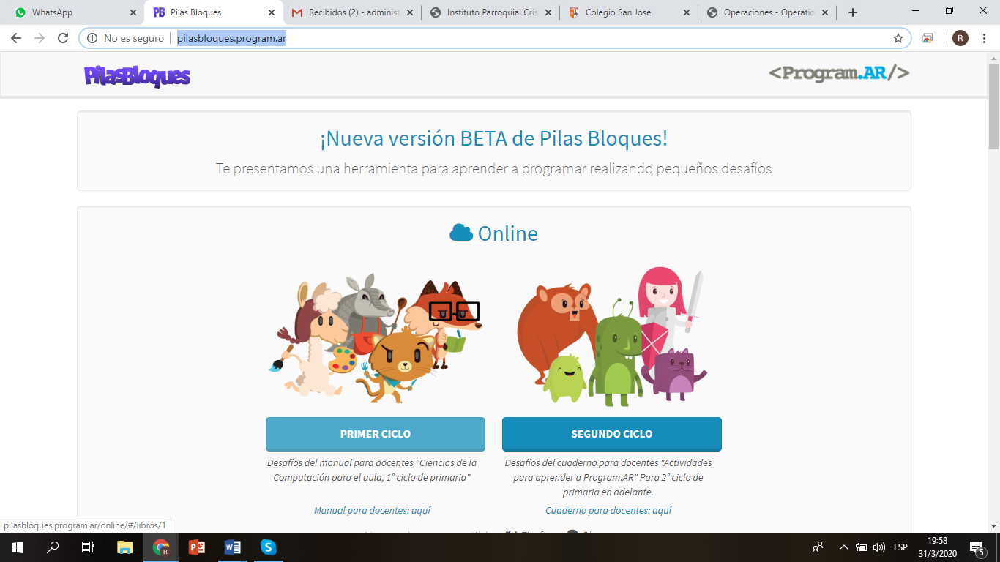 WhatsApp
Pilas Bloques
Recibidos (2) - administ
Instituto Parroquial Cris
Colegio San Jose
Operaciones - Operatio
No es seguro
pilasbloques.program.ar
R
PilasBloques
<Program.AR/>
¡Nueva versión BETA de Pilas Bloques!
Te presentamos una herramienta para aprender a programar realizando pequeños desafíos
Online
PRIMER CICLO
SEGUNDO CICLO
Desafíos del manual para docentes "Ciencias de la
Computación para el aula, 1° ciclo de primaria"
Desafíos del cuaderno para docentes "Actividades
para aprender a Program.AR" Para 2° ciclo de
primaria en adelante.
Manual para docentes: aquí
Cuaderno para docentes: aquí
pilasbloques.program.ar/online/#/libros/1
ESP
19:58
31/3/2020
5